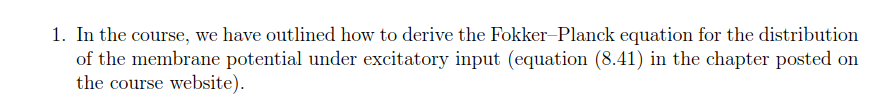 1. In the course, we have outlined how to derive the Fokker–Planck equation for the distribution
of the membrane potential under excitatory input (equation (8.41) in the chapter posted on
the course website).